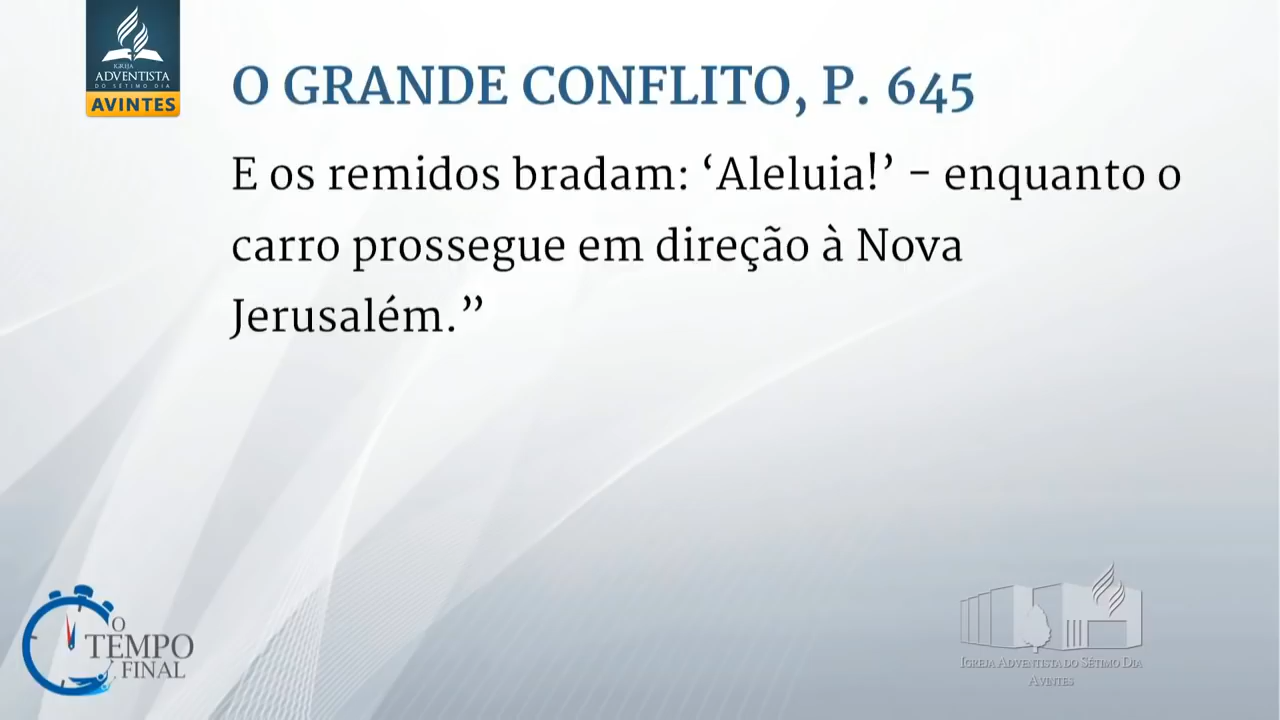 IGREJA
ADVENTISTA
DO SÉTIMO DIA
AVINTES
O GRANDE CONFLITO, P. 645
E os remidos bradam: ‘Aleluia!’ - enquanto o
carro prossegue em direção à Nova
Jerusalém.”
O
TEMPO
FINAL
IGREJA ADVENTISTA DO SÉTIMO DIA
AVINTES